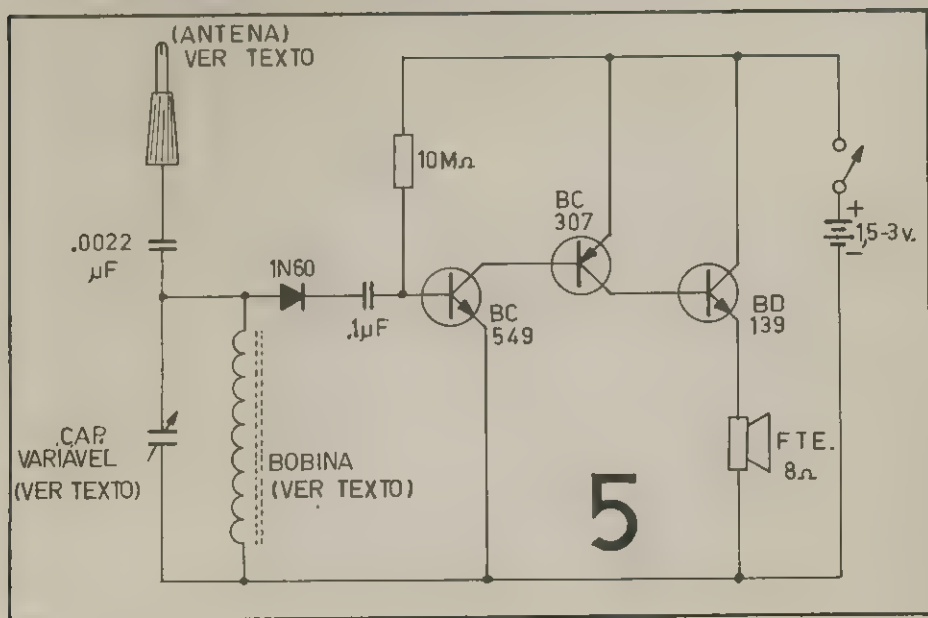 (ANTENA)
VER TEXTO
.0022
µF
1N60
.1µF
10MΩ
BC
549
BC
307
BD
139
+
1,5-3v.
-
CAP.
VARIÁVEL
(VER TEXTO)
BOBINA
(VER TEXTO)
FTE.
8Ω
5